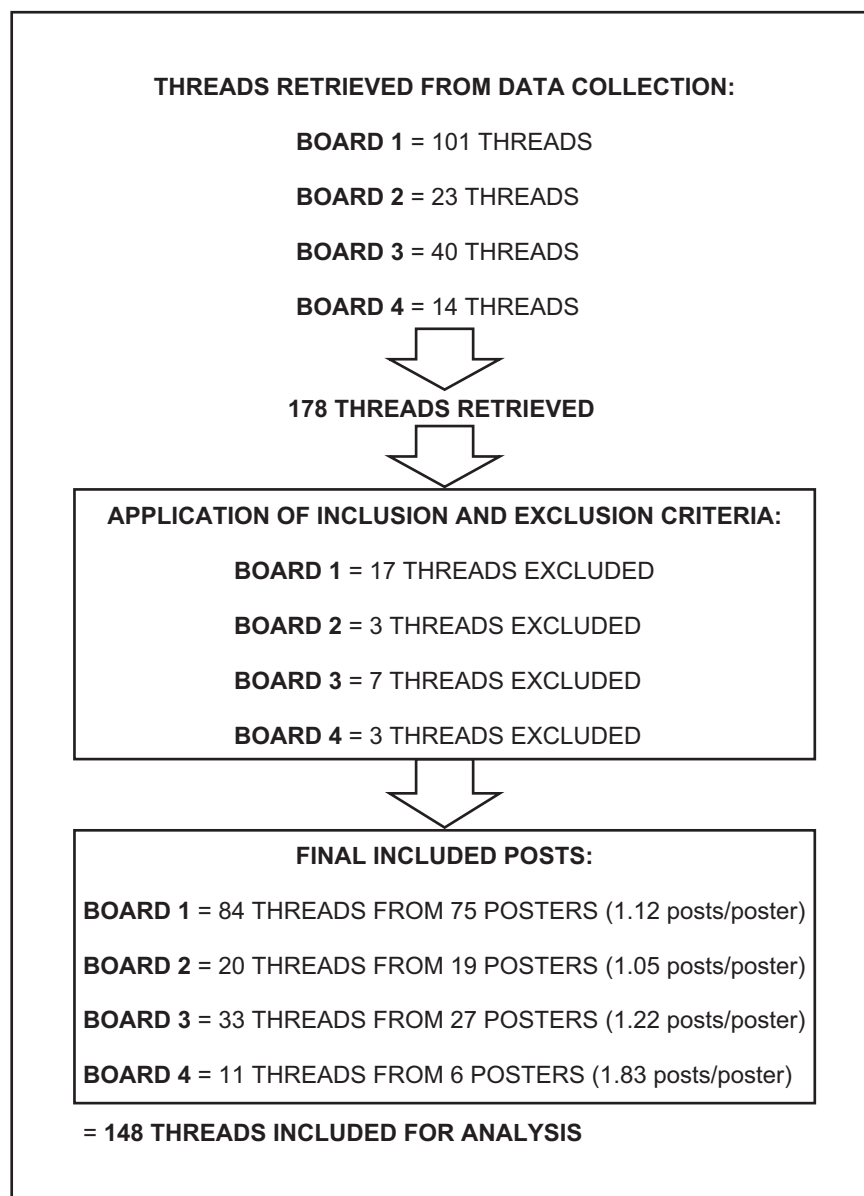 THREADS RETRIEVED FROM DATA COLLECTION:
BOARD 1 = 101 THREADS
BOARD 2 = 23 THREADS
BOARD 3 = 40 THREADS
BOARD 4 = 14 THREADS
178 THREADS RETRIEVED
APPLICATION OF INCLUSION AND EXCLUSION CRITERIA:
BOARD 1 = 17 THREADS EXCLUDED
BOARD 2 = 3 THREADS EXCLUDED
BOARD 3 = 7 THREADS EXCLUDED
BOARD 4 = 3 THREADS EXCLUDED
FINAL INCLUDED POSTS:
BOARD 1 = 84 THREADS FROM 75 POSTERS (1.12 posts/poster)
BOARD 2 = 20 THREADS FROM 19 POSTERS (1.05 posts/poster)
BOARD 3 = 33 THREADS FROM 27 POSTERS (1.22 posts/poster)
BOARD 4 = 11 THREADS FROM 6 POSTERS (1.83 posts/poster)
= 148 THREADS INCLUDED FOR ANALYSIS